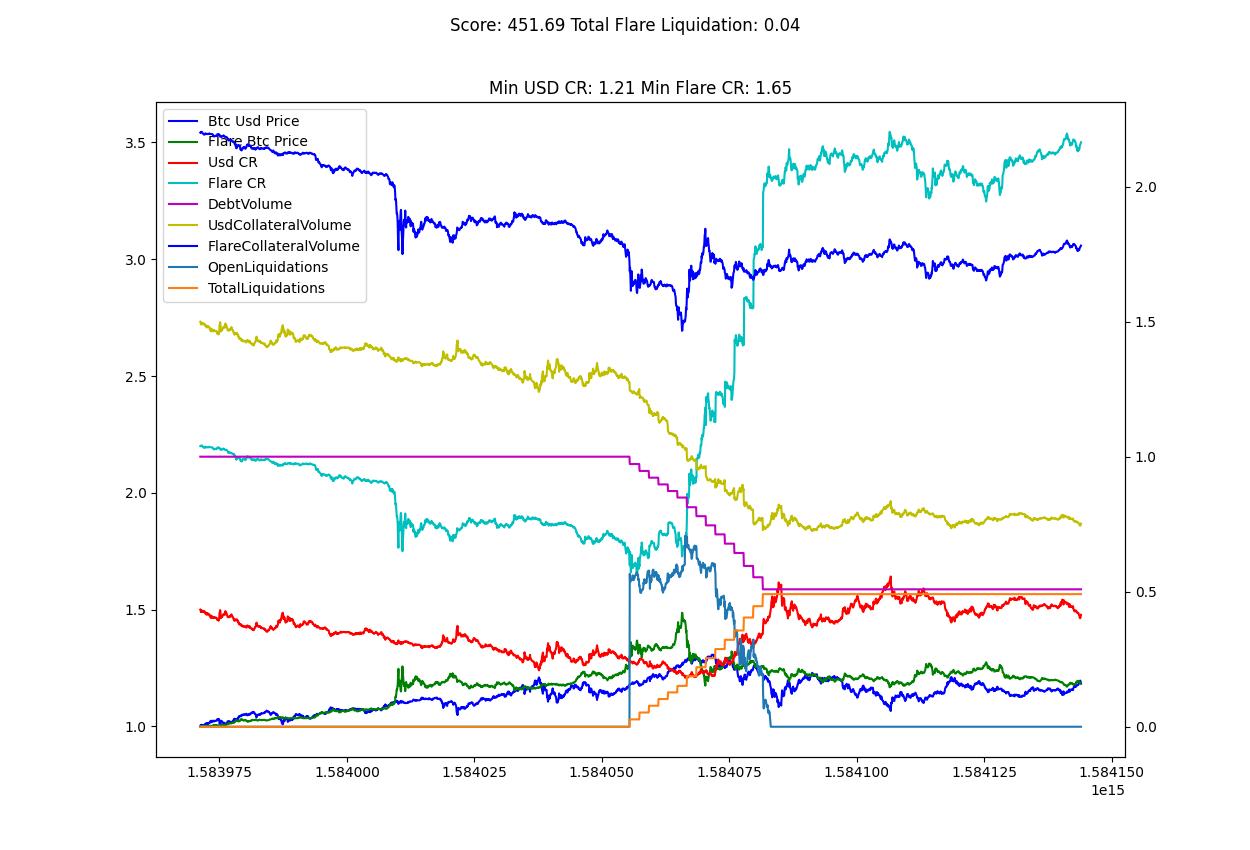 Score: 451.69 Total Flare Liquidation: 0.04
Min USD CR: 1.21 Min Flare CR: 1.65
Btc Usd Price
Flare Btc Price
Usd CR
Flare CR
DebtVolume
UsdCollateralVolume
FlareCollateralVolume
OpenLiquidations
TotalLiquidations
3.5
3.0
2.5
2.0
1.5
1.0
2.0
1.5
1.0
0.5
0.0
1.583975 1.584000 1.584025 1.584050 1.584075 1.584100 1.584125 1.584150
1e15